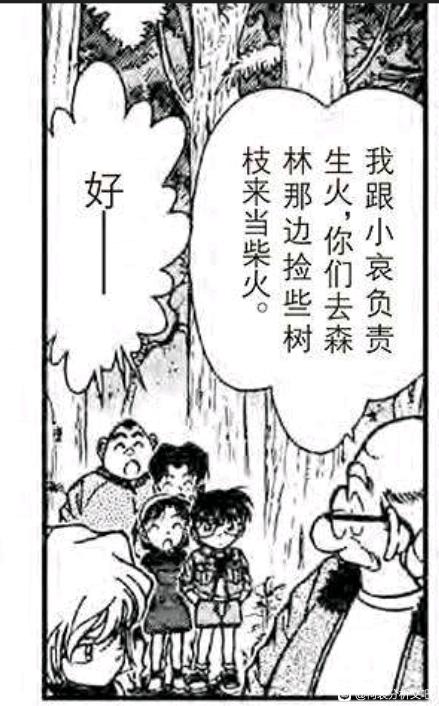 我跟小哀负责
生火，你们去森
林那边捡些树
枝来当柴火。
好——